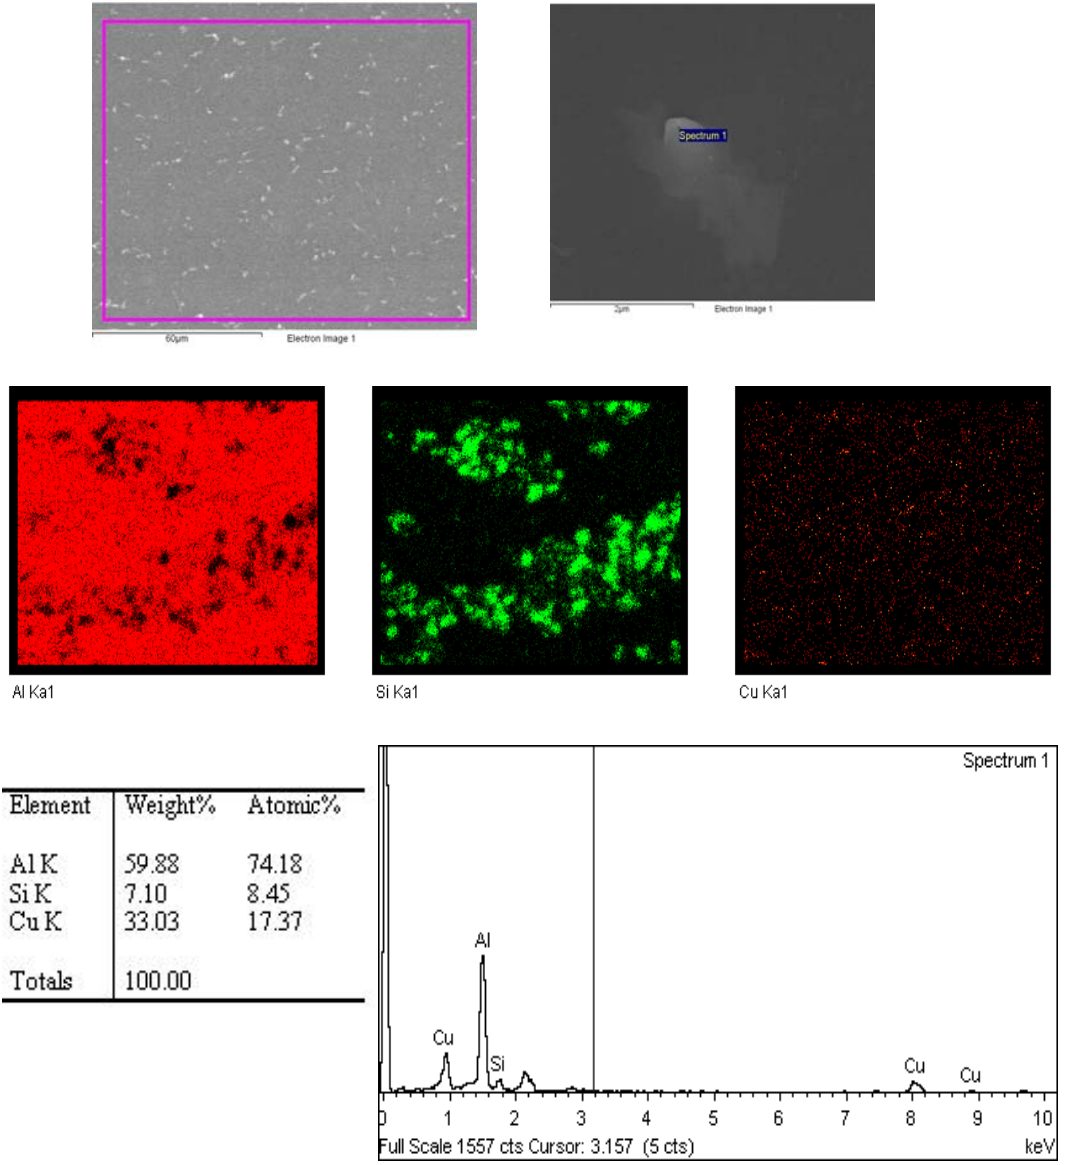 Spectrum 1
60µm
Electron Image 1
2µm
Electron Image 1
Al Ka1
Si Ka1
Cu Ka1
Element Weight% Atomic%
Al K 59.88 74.18
Si K 7.10 8.45
Cu K 33.03 17.37
Totals 100.00
Spectrum 1
Al
Cu
Si
Cu
Cu
0 1 2 3 4 5 6 7 8 9 10
Full Scale 1557 cts Cursor: 3.157 (5 cts) keV